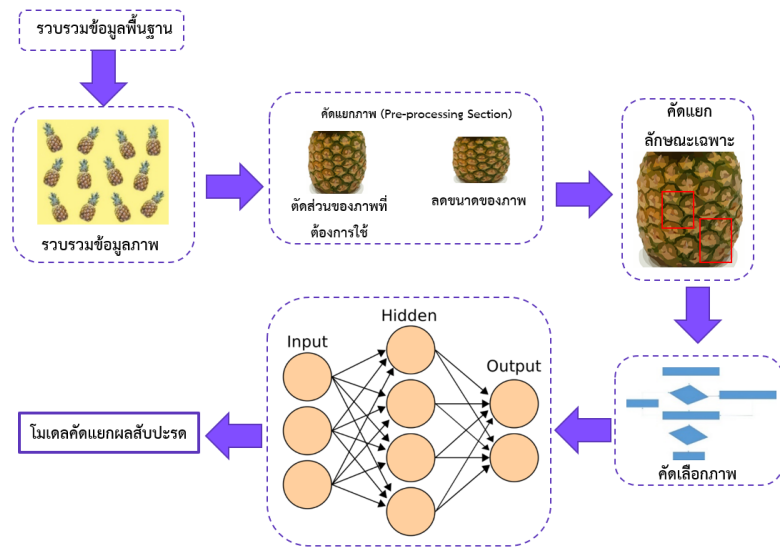 รวบรวมข้อมูลพื้นฐาน
รวบรวมข้อมูลภาพ
คัดแยกภาพ (Pre-processing Section)
ตัดส่วนของภาพที่
ต้องการใช้
ลดขนาดของภาพ
คัดแยก
ลักษณะเฉพาะ
คัดเลือกภาพ
Input
Hidden
Output
โมเดลคัดแยกผลสับปะรด